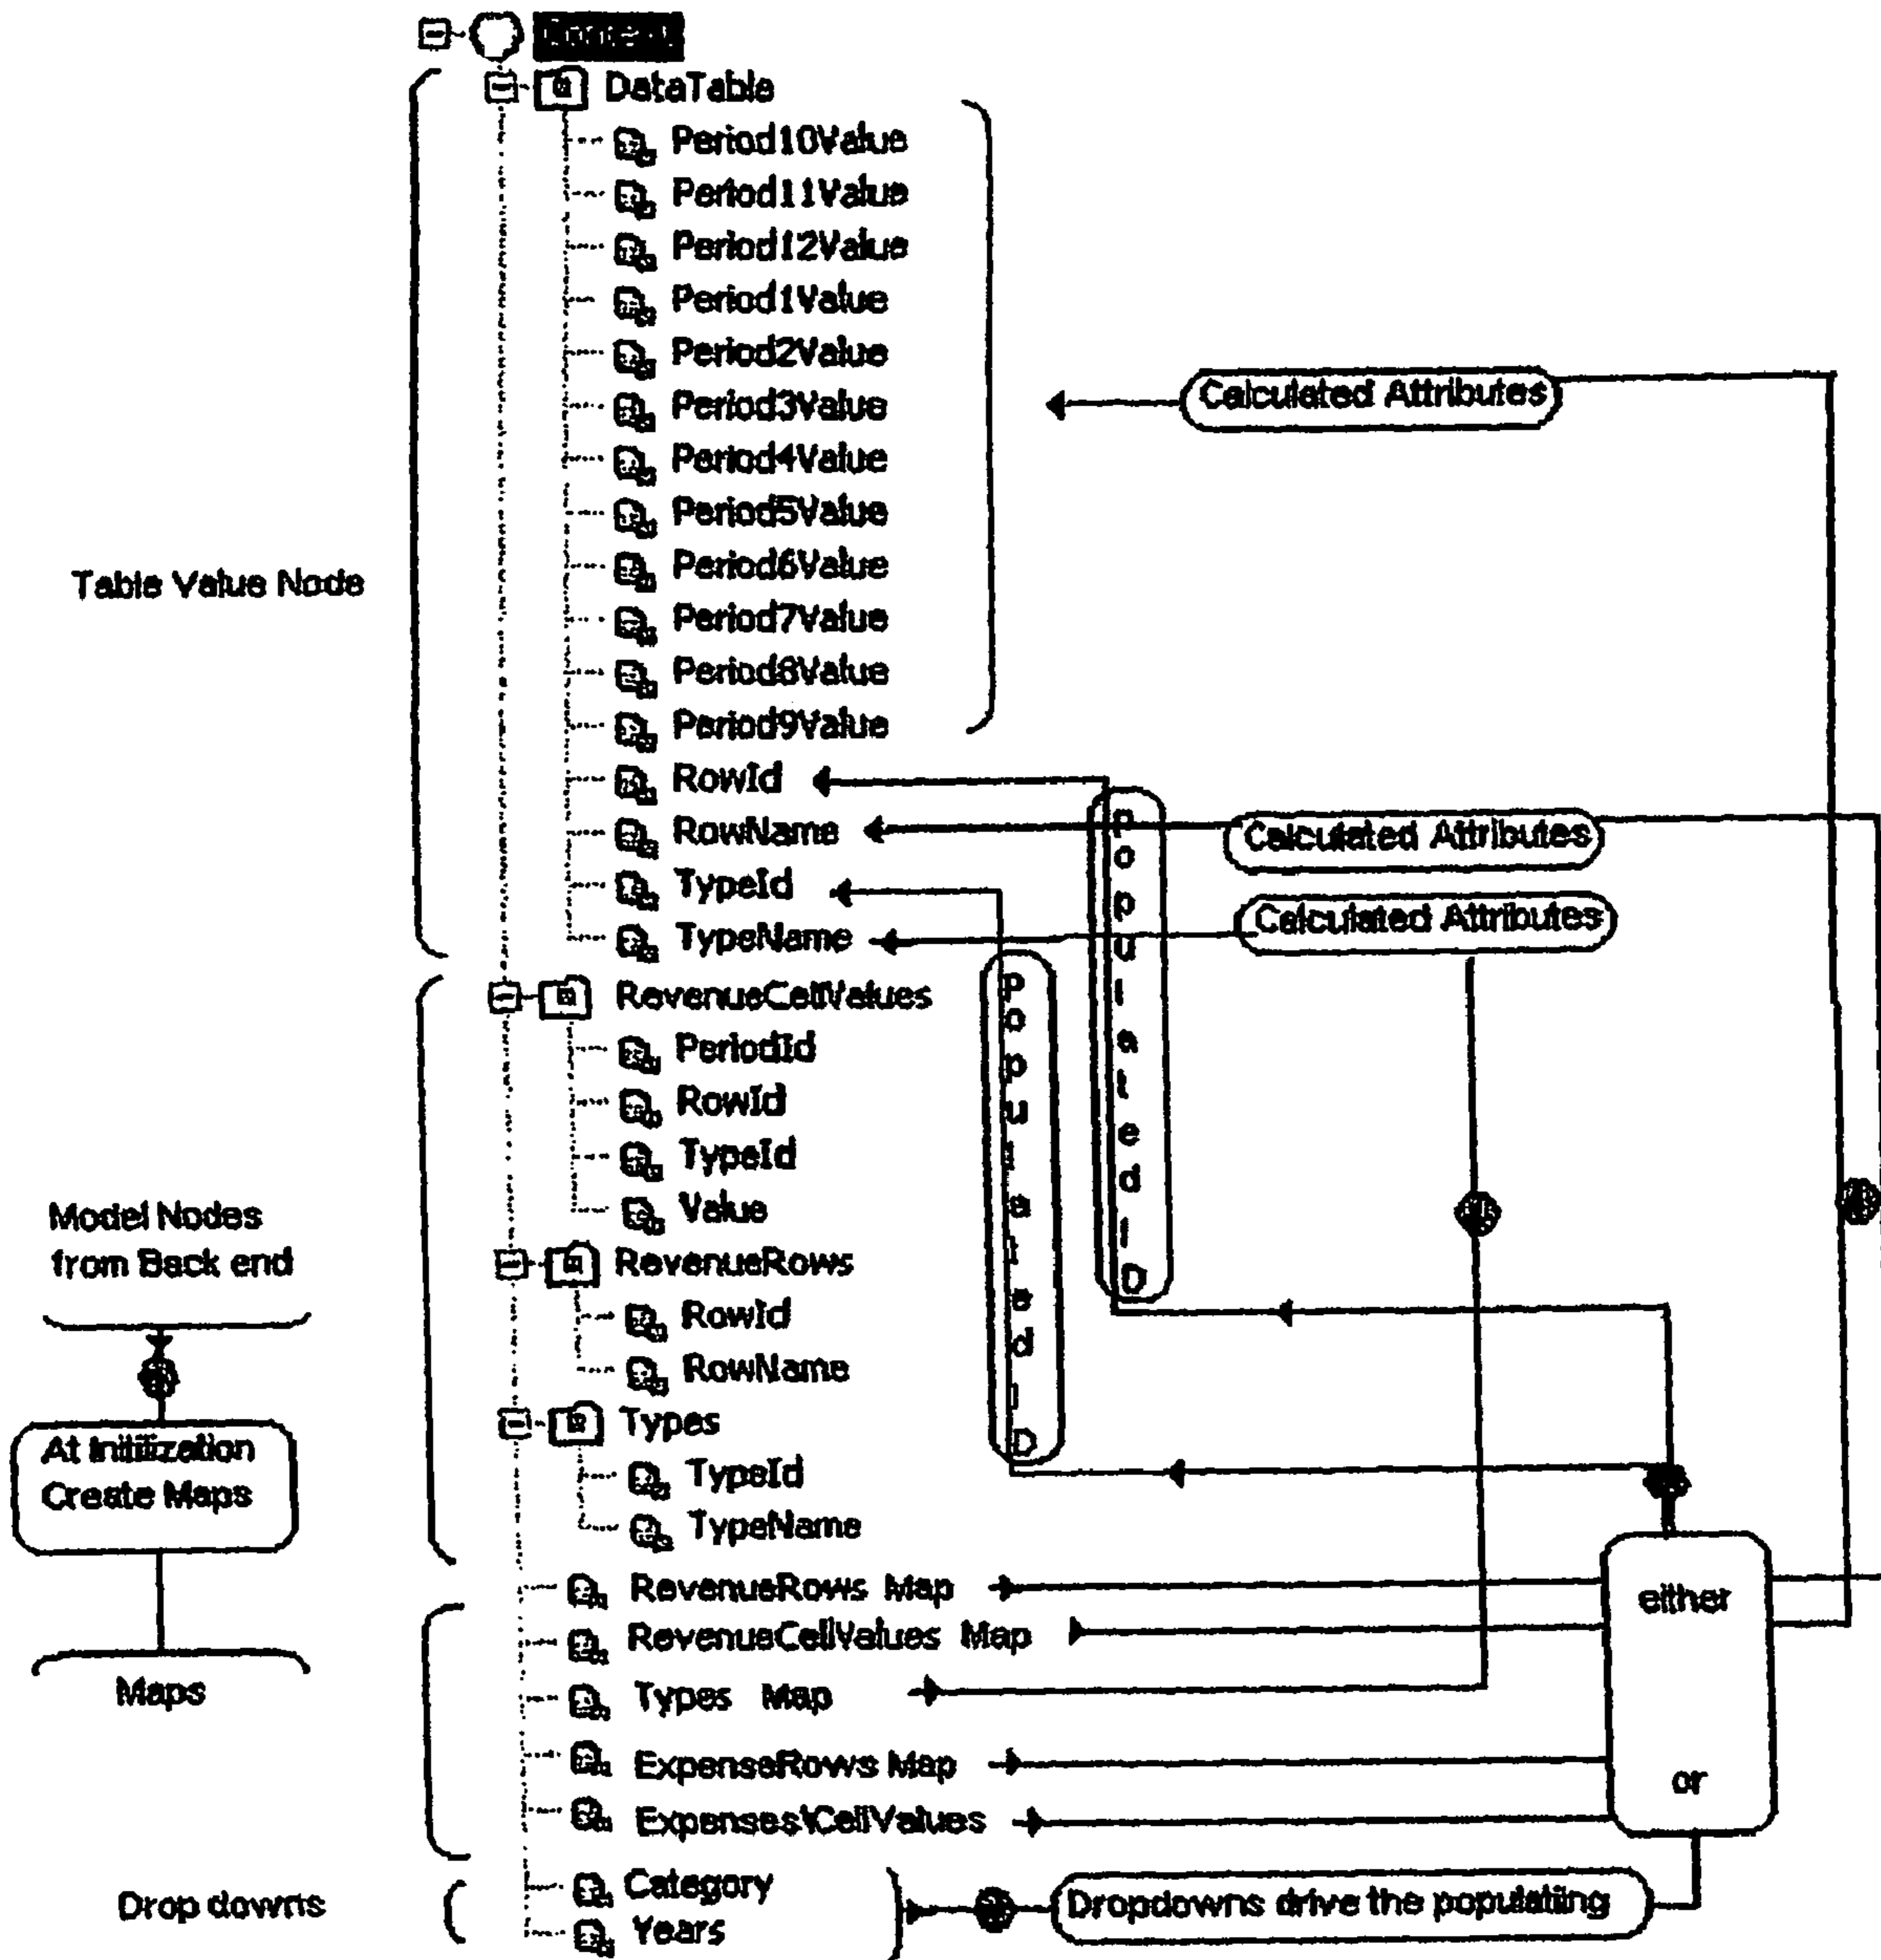 DataTable
Period10Value
Period11Value
Period12Value
Period1Value
Period2Value
Period3Value
Period4Value
Period5Value
Period6Value
Period7Value
Period8Value
Period9Value
RowId
RowName
TypeId
TypeName
Table Value Node
Calculated Attributes
Calculated Attributes
Calculated Attributes
populated ID
populated ID
RevenueCellValues
PeriodId
RowId
TypeId
Value
RevenueRows
RowId
RowName
Types
TypeId
TypeName
Model Nodes
from Back end
At Initilization
Create Maps
Maps
RevenueRows Map
RevenueCellValues Map
Types Map
ExpenseRows Map
Expenses\CellValues
either
or
Drop downs
Category
Years
Dropdowns drive the populating